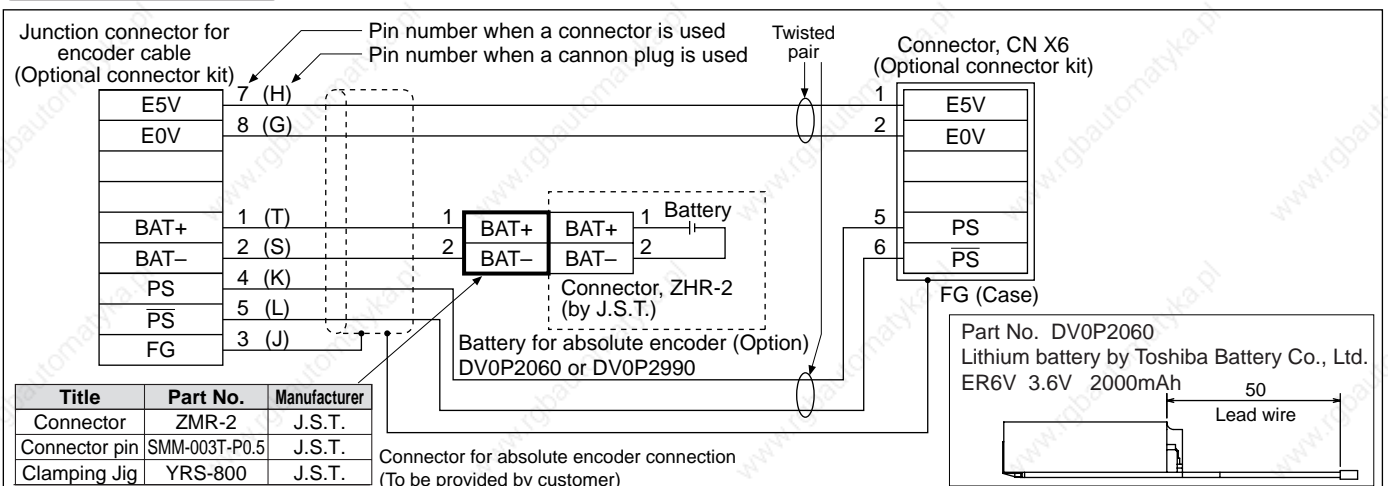 Junction connector for
encoder cable
(Optional connector kit)
Pin number when a connector is used
Pin number when a cannon plug is used
Twisted
pair
Connector, CN X6
(Optional connector kit)
E5V 7 (H) 1 E5V
E0V 8 (G) 2 E0V
BAT+ 1 (T) 1 BAT+ BAT+ 1 Battery 5 PS
BAT– 2 (S) 2 BAT– BAT– 2 6 P̅S̅
PS 4 (K)
P̅S̅ 5 (L)
FG 3 (J)
Connector, ZHR-2
(by J.S.T.)
FG (Case)
Battery for absolute encoder (Option)
DV0P2060 or DV0P2990
Part No. DV0P2060
Lithium battery by Toshiba Battery Co., Ltd.
ER6V 3.6V 2000mAh
50
Lead wire
Title Part No. Manufacturer
Connector ZMR-2 J.S.T.
Connector pin SMM-003T-P0.5 J.S.T.
Clamping Jig YRS-800 J.S.T.
Connector for absolute encoder connection
(To be provided by customer)
www.rgbautomatyka.pl